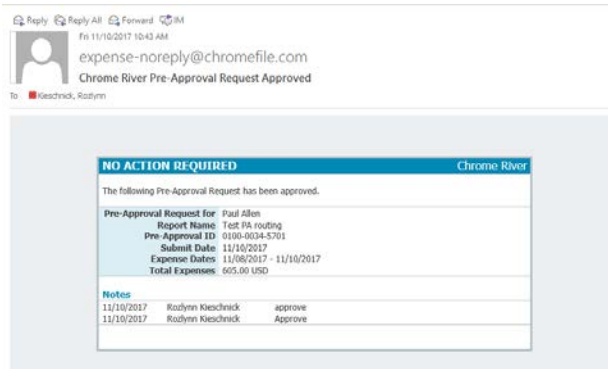 Reply Reply All Forward IM
Fri 11/10/2017 10:43 AM
expense-noreply@chromefile.com
Chrome River Pre-Approval Request Approved
To Kieschnick, Rozlynn
NO ACTION REQUIRED Chrome River
The following Pre-Approval Request has been approved.
Pre-Approval Request for Paul Allen
Report Name Test PA routing
Pre-Approval ID 0100-0034-5701
Submit Date 11/10/2017
Expense Dates 11/08/2017 - 11/10/2017
Total Expenses 605.00 USD
Notes
11/10/2017 Rozlynn Kieschnick approve
11/10/2017 Rozlynn Kieschnick Approve